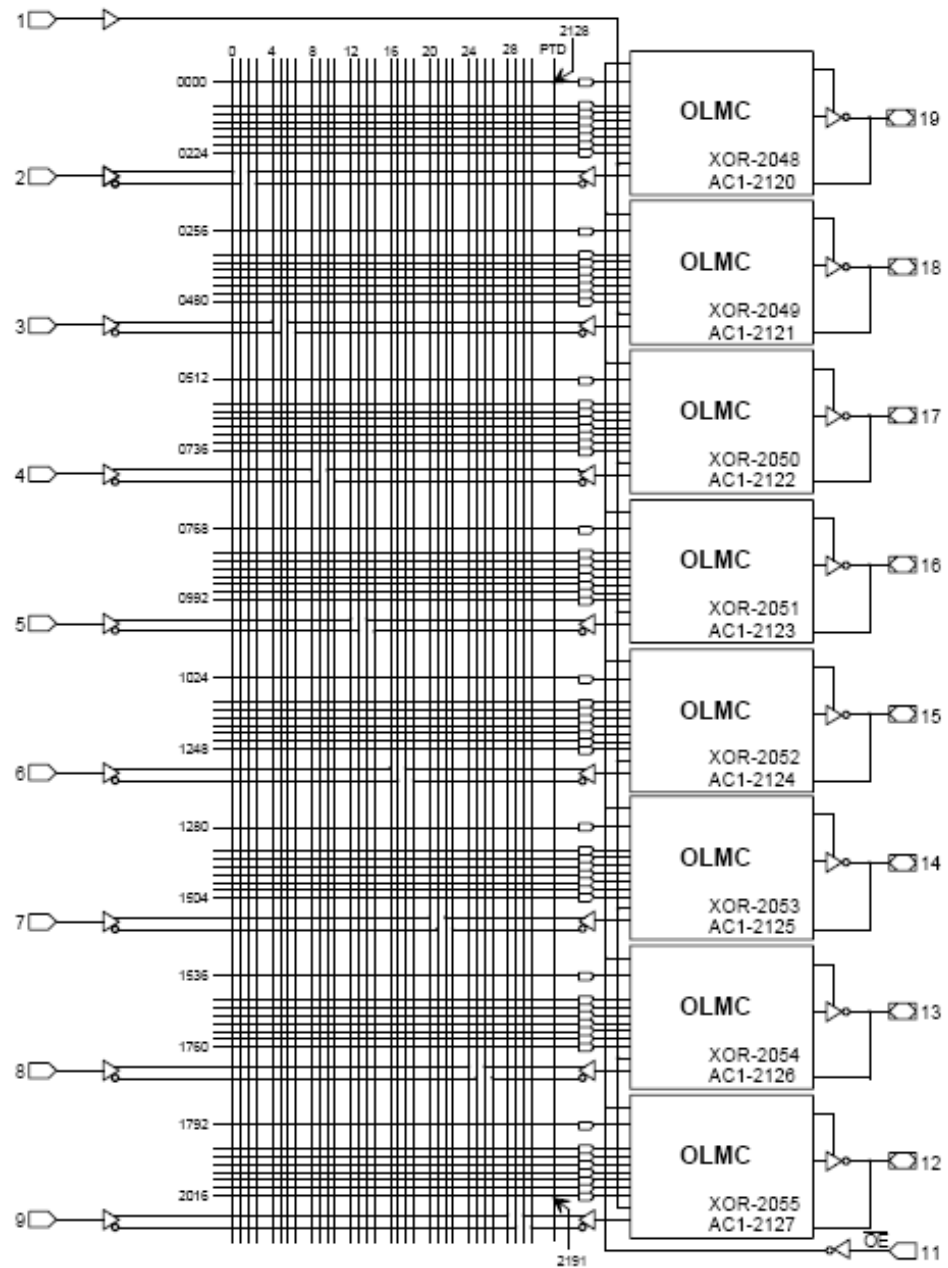 1
2128
0 4 8 12 16 20 24 28 PTD
0000
OLMC
19
0224
XOR-2048
2
AC1-2120
0256
OLMC
18
0480
XOR-2049
3
AC1-2121
0512
OLMC
17
0736
XOR-2050
4
AC1-2122
0768
OLMC
16
0992
XOR-2051
5
AC1-2123
1024
OLMC
15
1248
XOR-2052
6
AC1-2124
1280
OLMC
14
1504
XOR-2053
7
AC1-2125
1536
OLMC
13
1760
XOR-2054
8
AC1-2126
1792
OLMC
12
2016
XOR-2055
9
AC1-2127
OE
11
2191